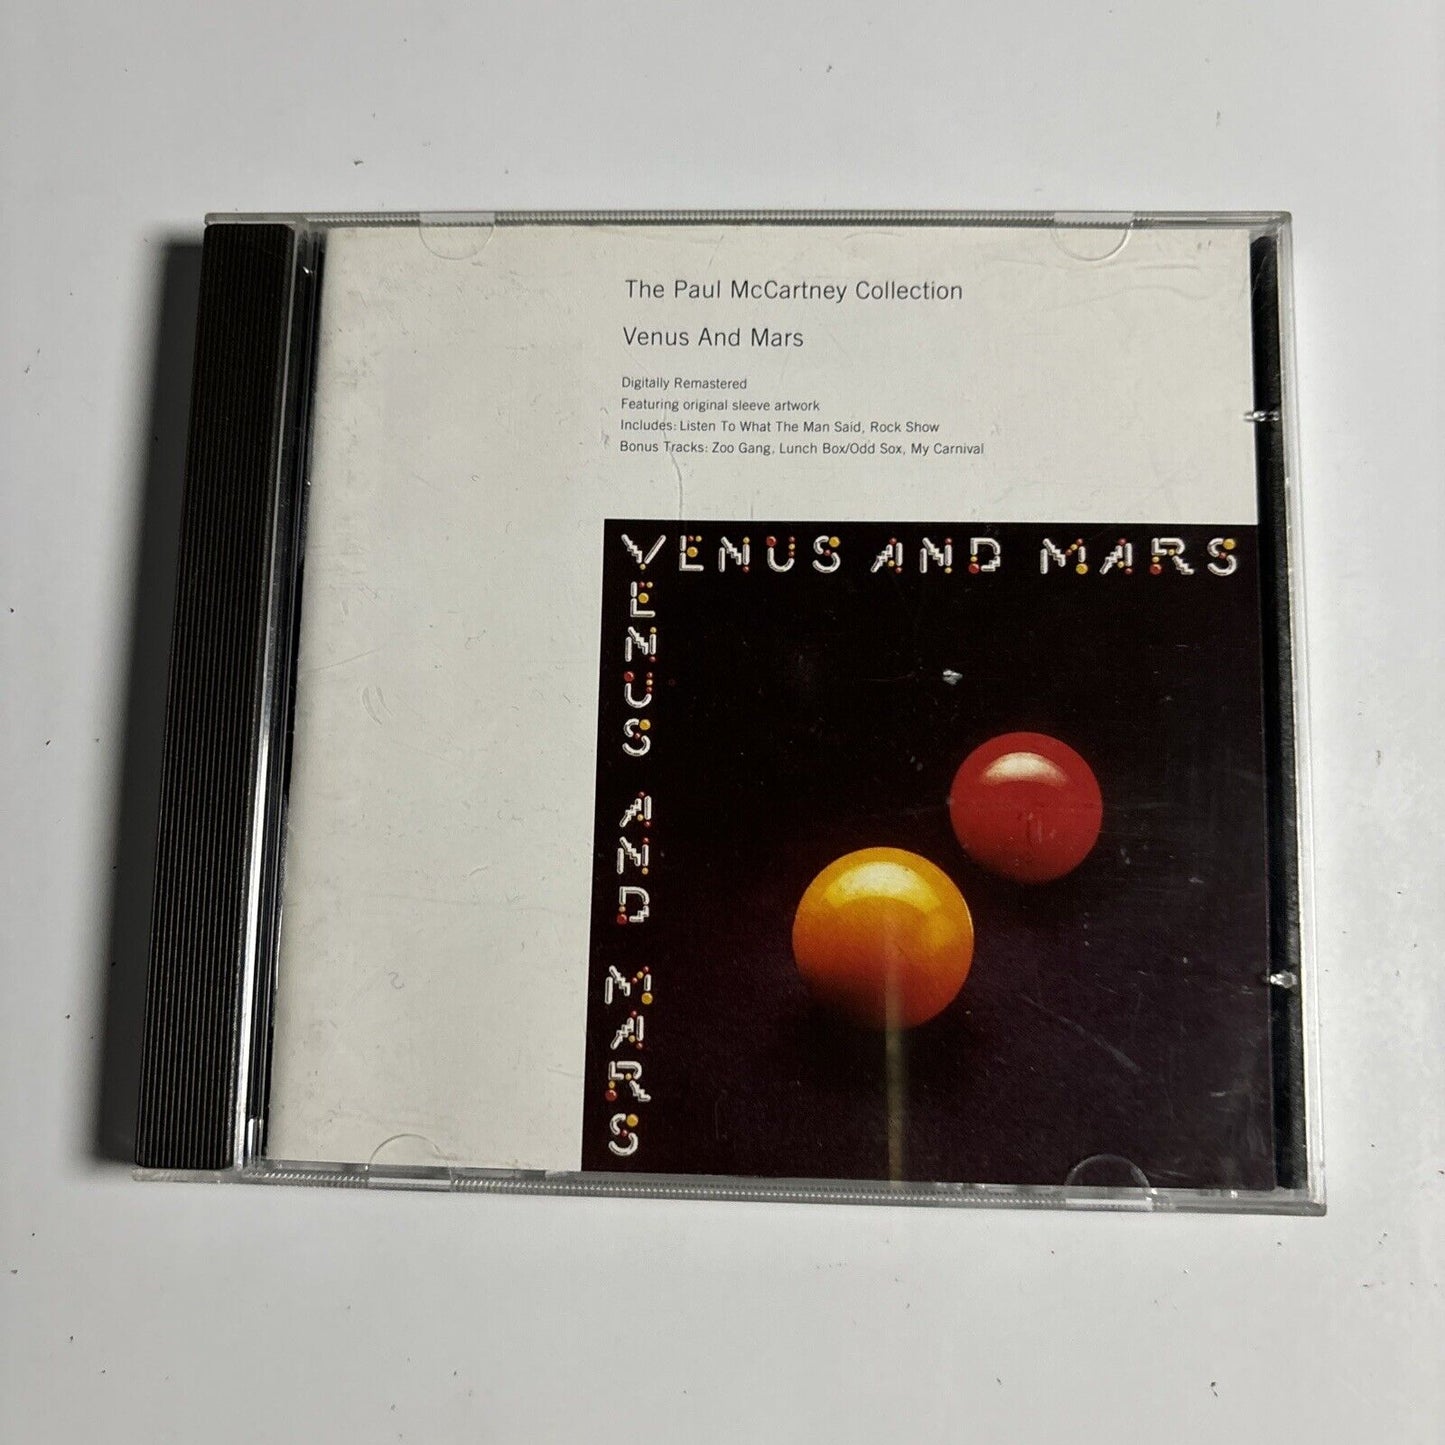 The Paul McCartney Collection
Venus And Mars
Digitally Remastered
Featuring original sleeve artwork
Includes: Listen To What The Man Said, Rock Show
Bonus Tracks: Zoo Gang, Lunch Box/Odd Sox, My Carnival
VENUS AND MARS
VENUS AND MARS